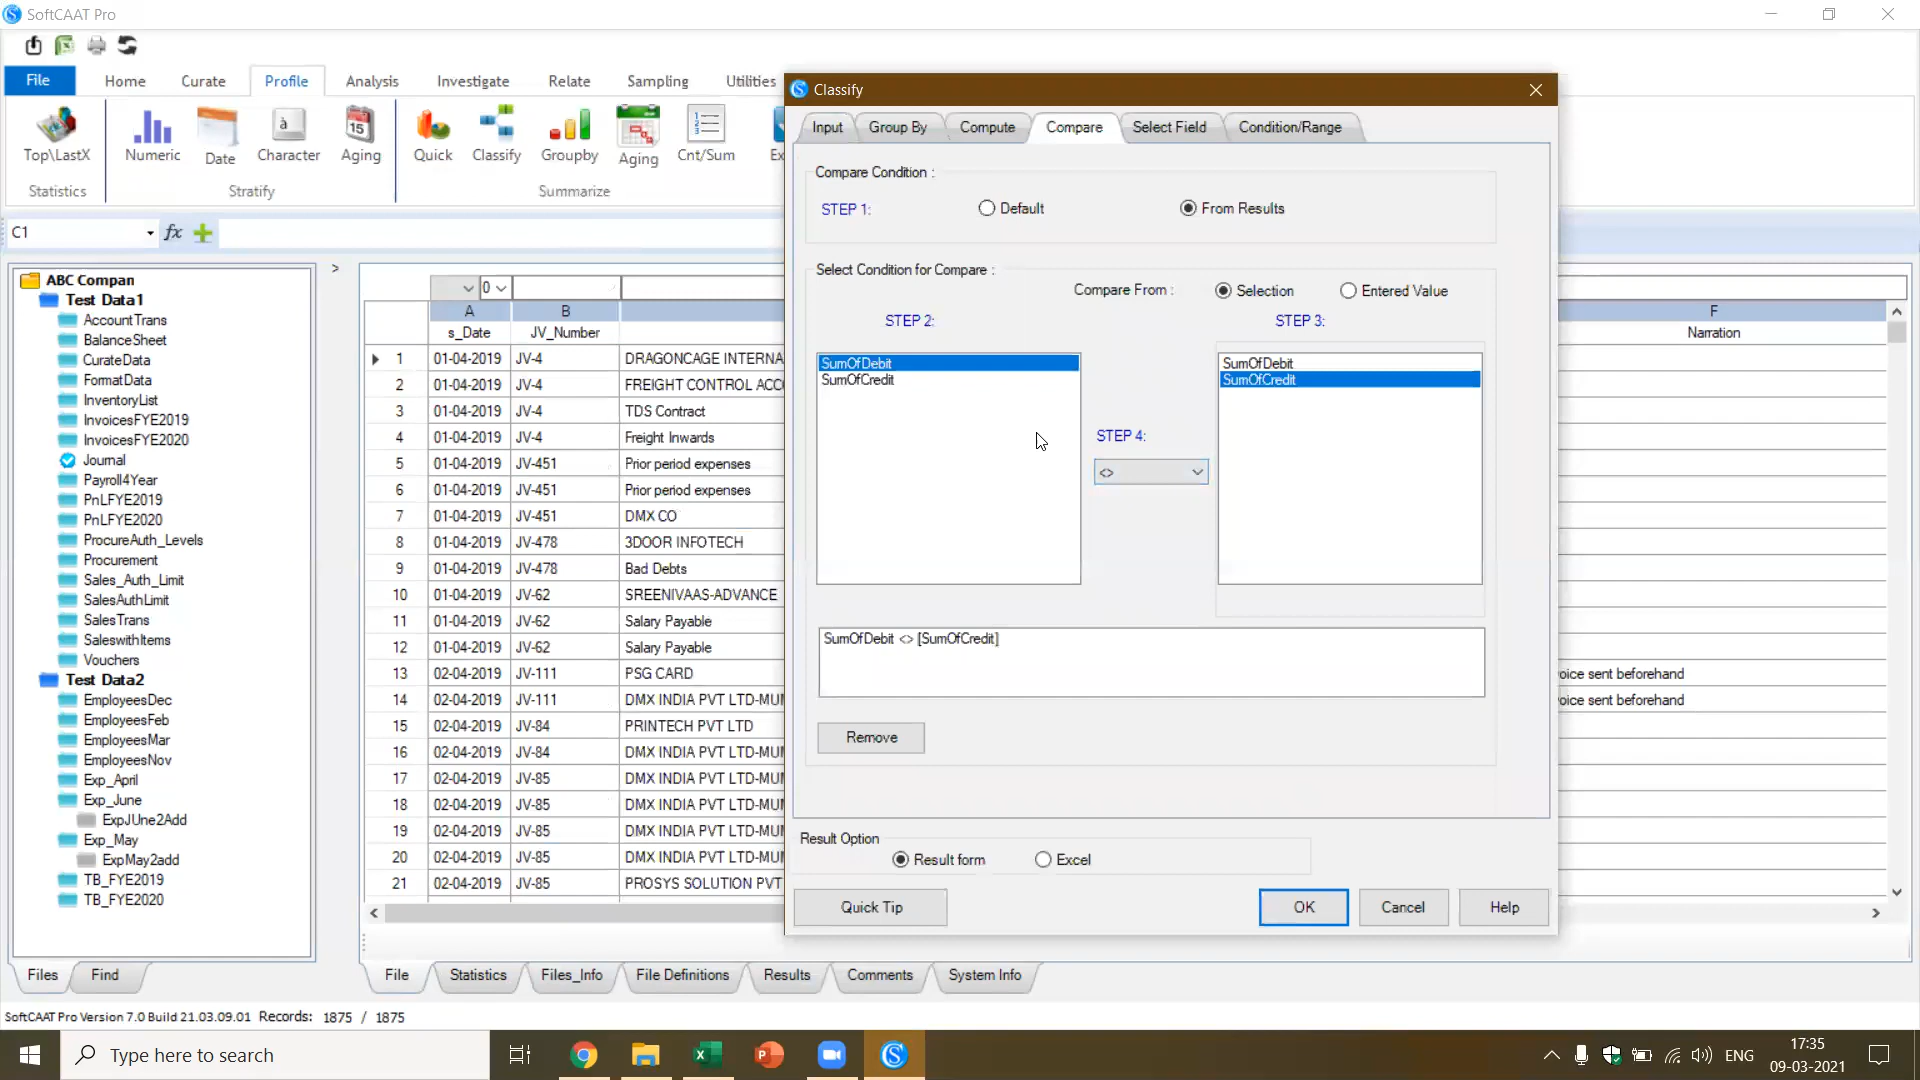 SoftCAAT Pro
File Home Curate Profile Analysis Investigate Relate Sampling Utilities
Top\LastX Numeric Date Character Aging Quick Classify Groupby Aging Cnt/Sum
Statistics Stratify Summarize
C1 fx
ABC Compan
Test Data1
AccountTrans
BalanceSheet
CurateData
FormatData
InventoryList
InvoicesFYE2019
InvoicesFYE2020
Journal
Payroll4Year
PnLFYE2019
PnLFYE2020
ProcureAuth_Levels
Procurement
Sales_Auth_Limit
SalesAuthLimit
SalesTrans
SaleswithItems
Vouchers
Test Data2
EmployeesDec
EmployeesFeb
EmployeesMar
EmployeesNov
Exp_April
Exp_June
ExpJUne2Add
Exp_May
ExpMay2add
TB_FYE2019
TB_FYE2020
Files Find
0
A B F
s_Date JV_Number Narration
1 01-04-2019 JV-4 DRAGONCAGE INTERNA
2 01-04-2019 JV-4 FREIGHT CONTROL ACC
3 01-04-2019 JV-4 TDS Contract
4 01-04-2019 JV-4 Freight Inwards
5 01-04-2019 JV-451 Prior period expenses
6 01-04-2019 JV-451 Prior period expenses
7 01-04-2019 JV-451 DMX CO
8 01-04-2019 JV-478 3DOOR INFOTECH
9 01-04-2019 JV-478 Bad Debts
10 01-04-2019 JV-62 SREENIVAAS-ADVANCE
11 01-04-2019 JV-62 Salary Payable
12 01-04-2019 JV-62 Salary Payable
13 02-04-2019 JV-111 PSG CARD oice sent beforehand
14 02-04-2019 JV-111 DMX INDIA PVT LTD-MUM oice sent beforehand
15 02-04-2019 JV-84 PRINTECH PVT LTD
16 02-04-2019 JV-84 DMX INDIA PVT LTD-MUM
17 02-04-2019 JV-85 DMX INDIA PVT LTD-MUM
18 02-04-2019 JV-85 DMX INDIA PVT LTD-MUM
19 02-04-2019 JV-85 DMX INDIA PVT LTD-MUM
20 02-04-2019 JV-85 DMX INDIA PVT LTD-MUM
21 02-04-2019 JV-85 PROSYS SOLUTION PVT
File Statistics Files_Info File Definitions Results Comments System Info
Classify
Input Group By Compute Compare Select Field Condition/Range
Compare Condition :
STEP 1: Default From Results
Select Condition for Compare :
Compare From : Selection Entered Value
STEP 2: STEP 3:
SumOfDebit SumOfDebit
SumOfCredit SumOfCredit
STEP 4:
<>
SumOfDebit <> [SumOfCredit]
Remove
Result Option
Result form Excel
Quick Tip OK Cancel Help
SoftCAAT Pro Version 7.0 Build 21.03.09.01 Records: 1875 / 1875
Type here to search
ENG
17:35
09-03-2021